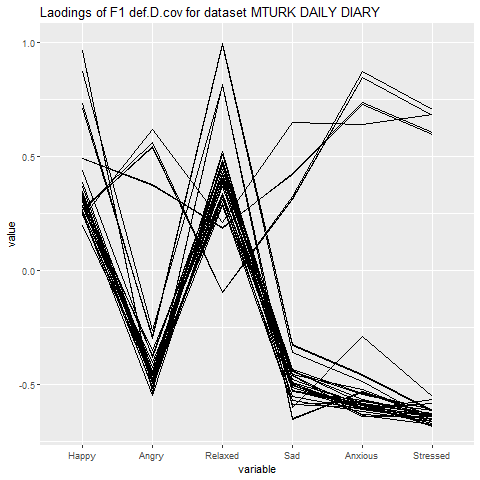 Laodings of F1 def.D.cov for dataset MTURK DAILY DIARY
1.0
0.5
0.0
-0.5
value
Happy Angry Relaxed Sad Anxious Stressed
variable